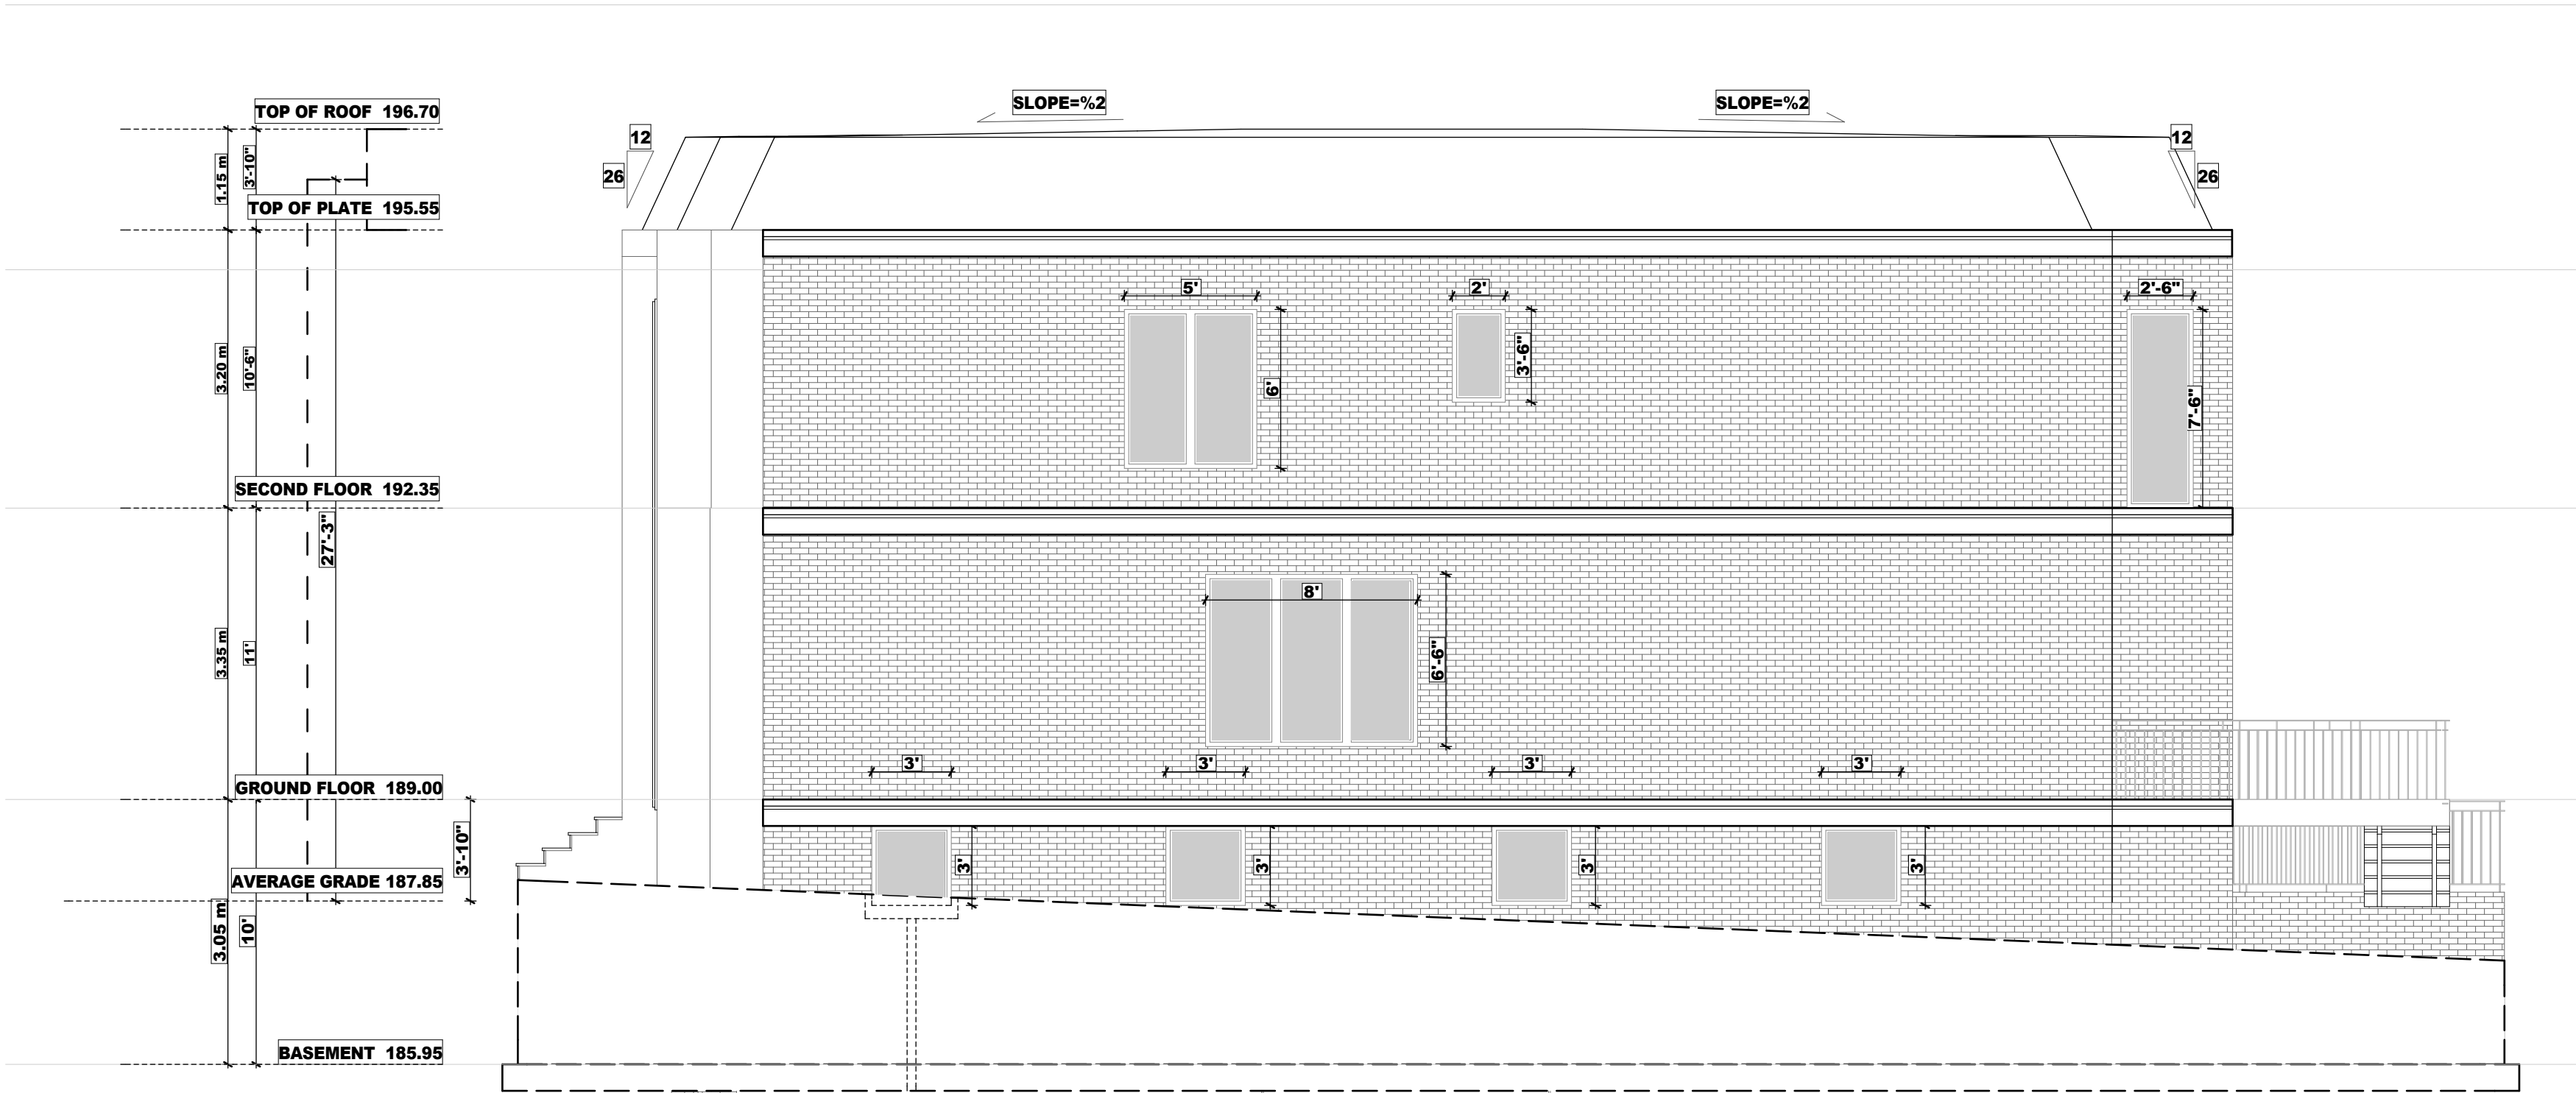 SLOPE=%2
SLOPE=%2
TOP OF ROOF 196.70
12
12
26
26
1.15 m
3'-10"
TOP OF PLATE 195.55
5'
2'
2'-6"
3.20 m
10'-6"
6'
3'-6"
7'-6"
SECOND FLOOR 192.35
27'-3"
8'
3.35 m
11'
6'-6"
3'
3'
3'
3'
GROUND FLOOR 189.00
3'-10"
3'
3'
3'
3'
AVERAGE GRADE 187.85
3.05 m
10'
BASEMENT 185.95